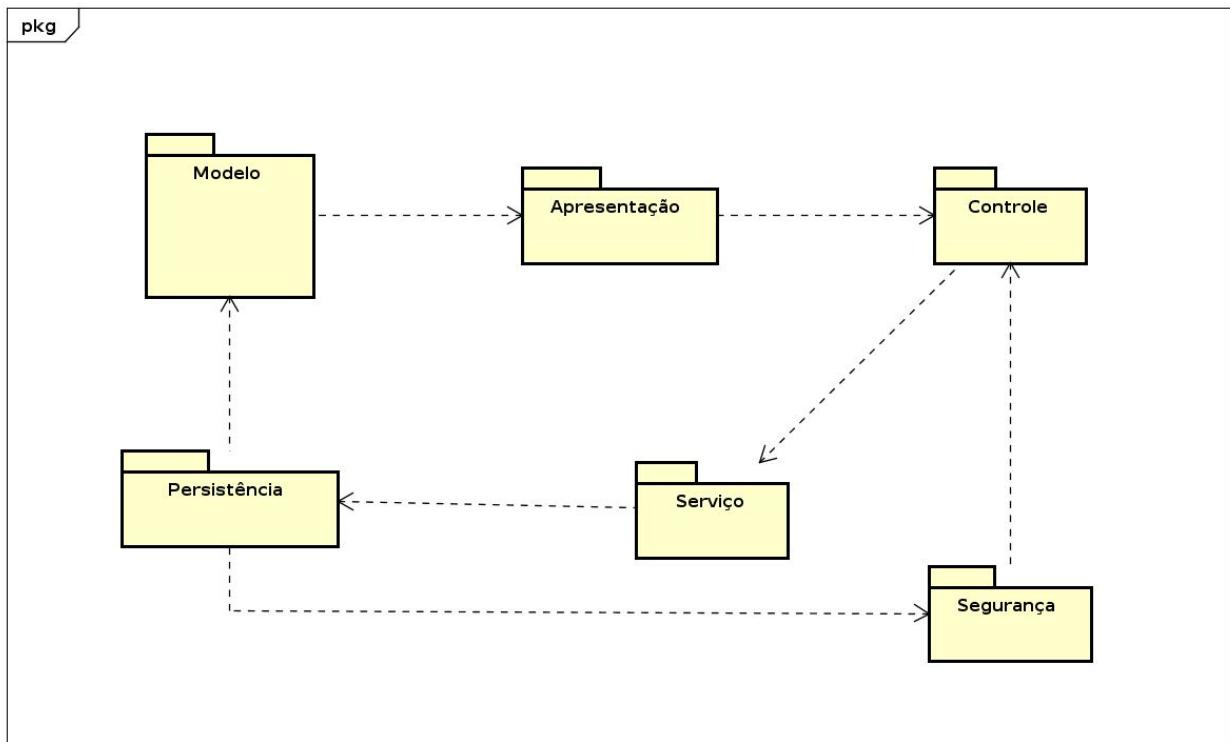 pkg
Modelo
Apresentação
Controle
Persistência
Serviço
Segurança